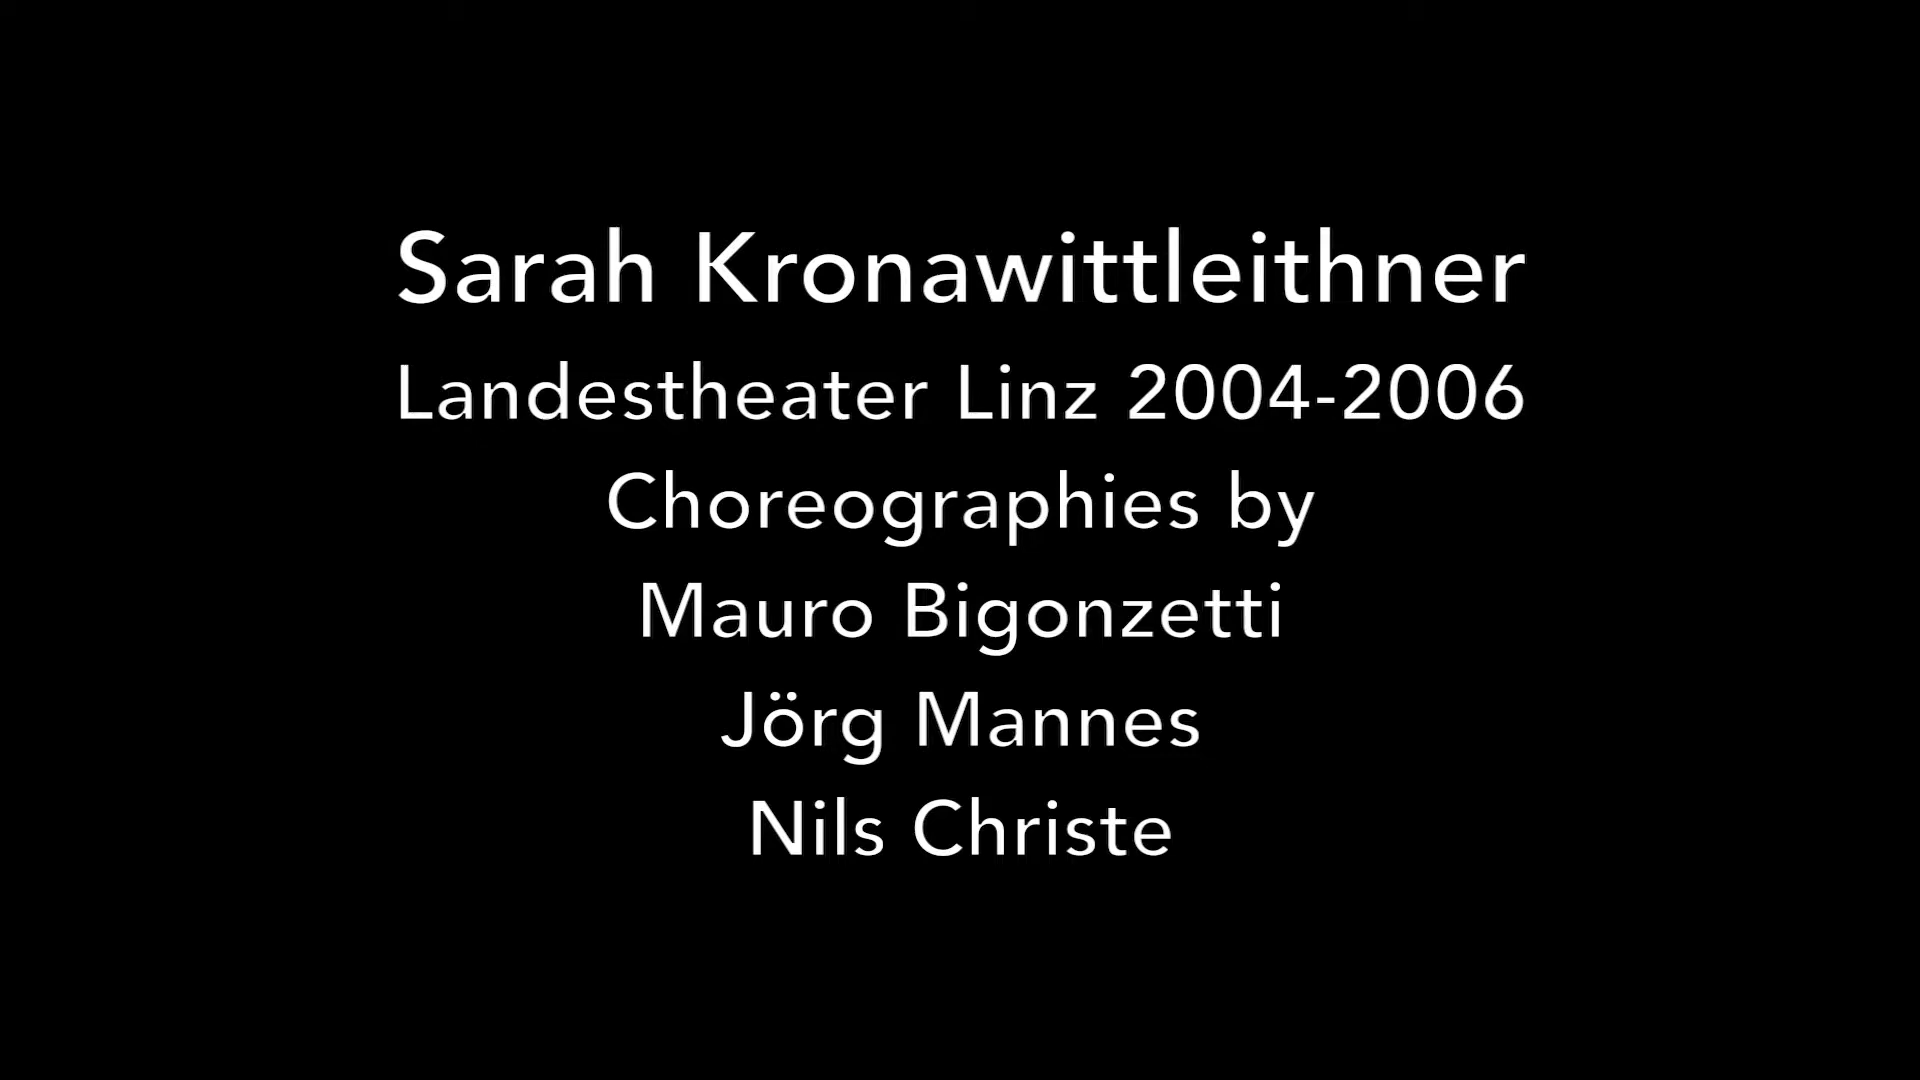 Sarah Kronawittleithner
Landestheater Linz 2004-2006
Choreographies by
Mauro Bigonzetti
Jörg Mannes
Nils Christe